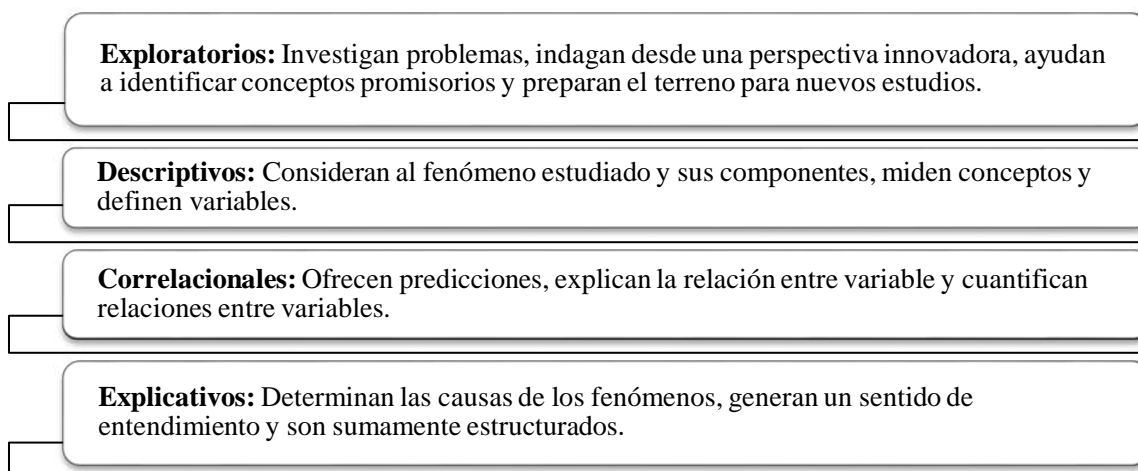 Exploratorios: Investigan problemas, indagan desde una perspectiva innovadora, ayudan
a identificar conceptos promisorios y preparan el terreno para nuevos estudios.
Descriptivos: Consideran al fenómeno estudiado y sus componentes, miden conceptos y
definen variables.
Correlacionales: Ofrecen predicciones, explican la relación entre variable y cuantifican
relaciones entre variables.
Explicativos: Determinan las causas de los fenómenos, generan un sentido de
entendimiento y son sumamente estructurados.